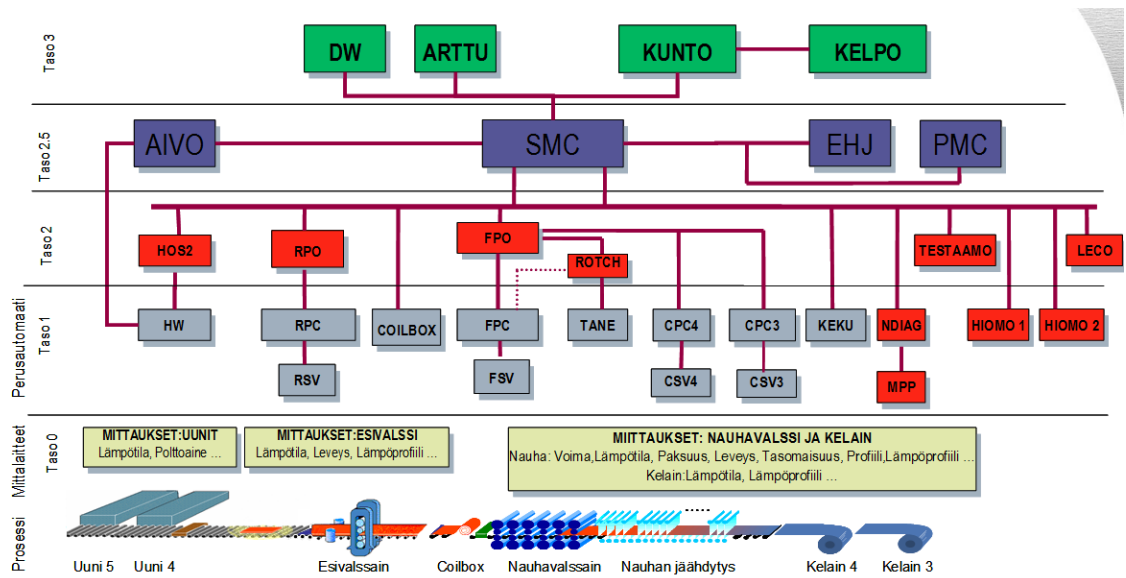 Taso 3
DW
ARTTU
KUNTO
KELPO
Taso 2.5
AIVO
SMC
EHJ
PMC
Taso 2
HOS2
RPO
FPO
ROTCH
TESTAAMO
LECO
Perusautomaati
Taso 1
HW
RPC
COILBOX
FPC
TANE
CPC4
CPC3
KEKU
NDIAG
HIOMO 1
HIOMO 2
RSV
FSV
CSV4
CSV3
MPP
Mittalaitteet
Taso 0
MITTAUKSET:UUNIT
Lämpötila, Polttoaine ...
MITTAUKSET:ESIVALSSI
Lämpötila, Leveys, Lämpöprofiili ...
MIITTAUKSET: NAUHAVALSSI JA KELAIN
Nauha: Voima,Lämpötila, Paksuus, Leveys, Tasomaisuus, Profiili,Lämpöprofiili ...
Kelain:Lämpötila, Lämpöprofiili ...
Prosessi
Uuni 5
Uuni 4
Esivalssain
Coilbox
Nauhavalssain
Nauhan jäähdytys
Kelain 4
Kelain 3